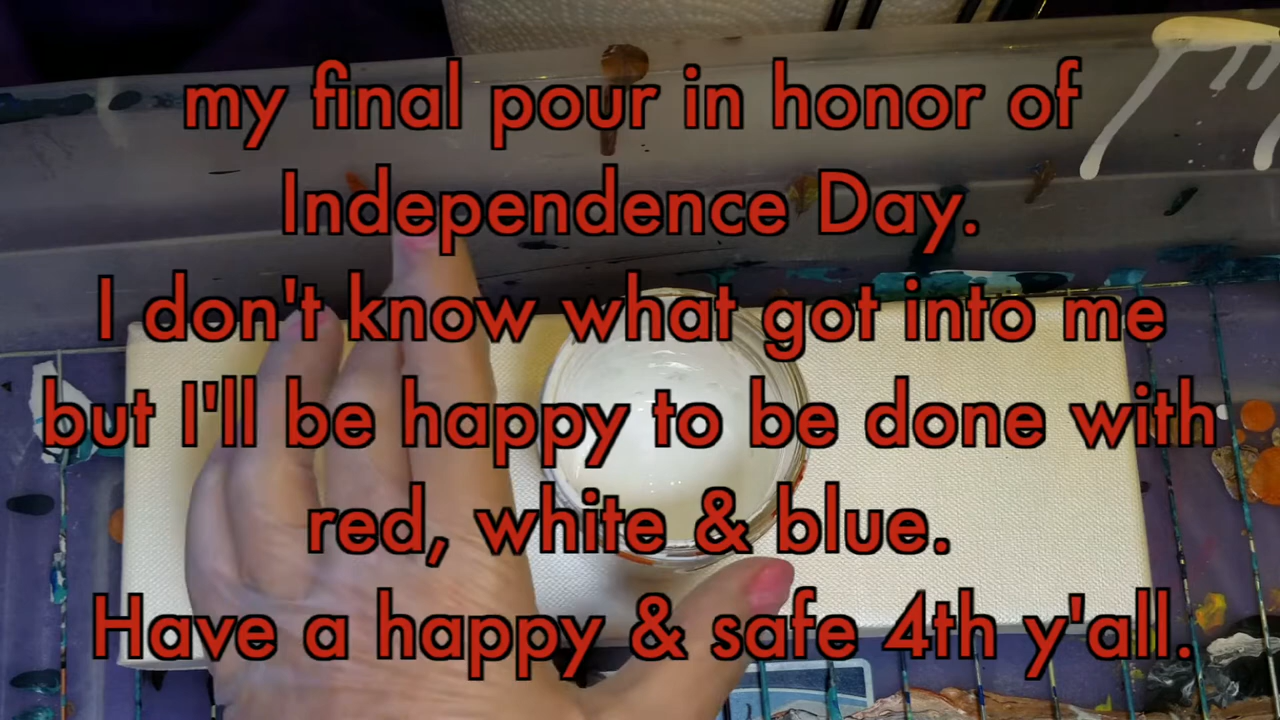 my final pour in honor of
Independence Day.
I don't know what got into me
but I'll be happy to be done with
red, white & blue.
Have a happy & safe 4th y'all.